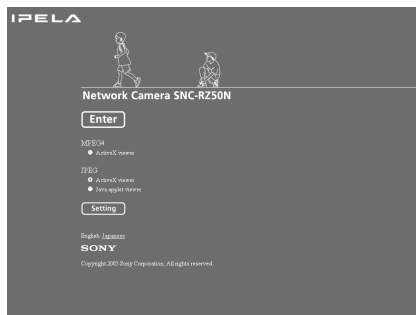 IPELA
Network Camera SNC-RZ50N
Enter
MPEG4
ActiveX viewer
JPEG
ActiveX viewer
Java applet viewer
Setting
English Japanese
SONY
Copyright 2005 Sony Corporation. All rights reserved.